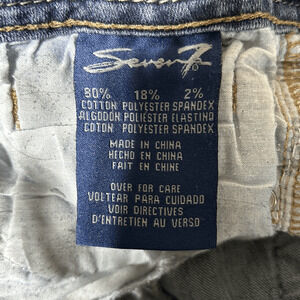 Seven7
80% 18% 2%
COTTON POLYESTER SPANDEX
ALGODON POLIESTER ELASTINO
COTON POLYESTER SPANDEX
MADE IN CHINA
HECHO EN CHINA
FAIT EN CHINE
OVER FOR CARE
VOLTEAR PARA CUIDADO
VOIR DIRECTIVES
D'ENTRETIEN AU VERSO